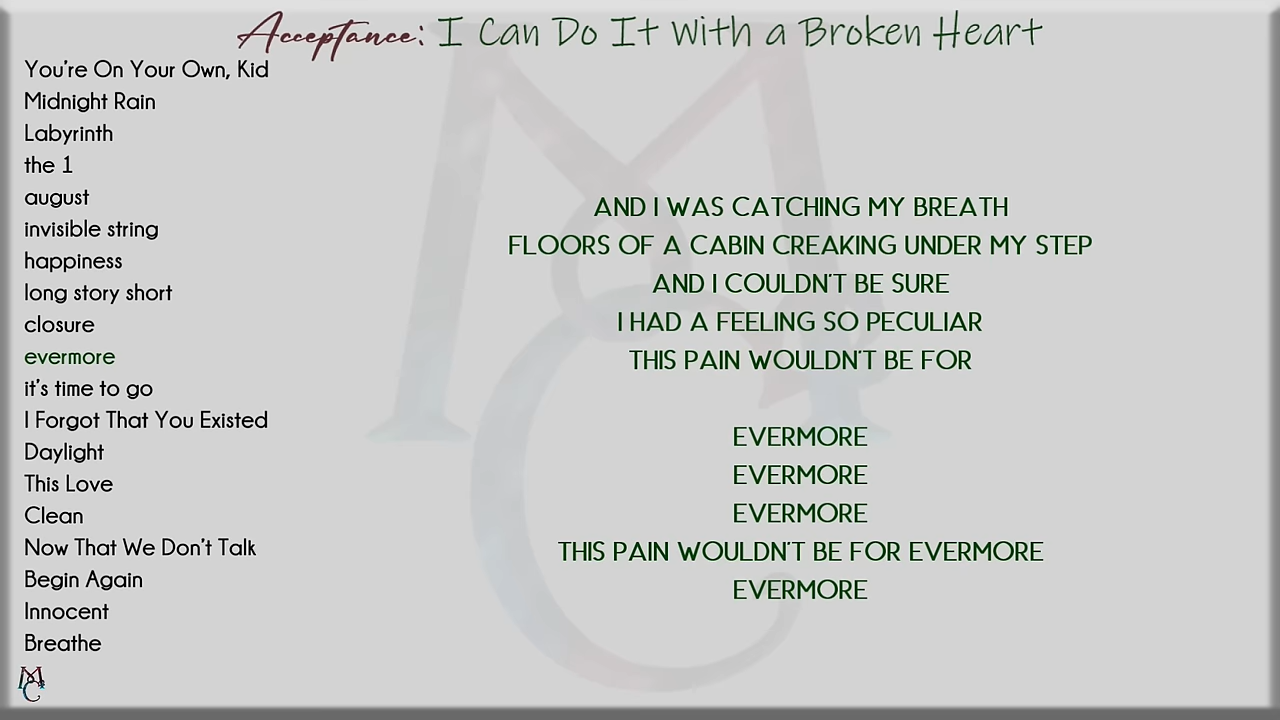 Acceptance: I Can Do It With a Broken Heart
You're On Your Own, Kid
Midnight Rain
Labyrinth
the 1
august
invisible string
happiness
long story short
closure
evermore
it's time to go
I Forgot That You Existed
Daylight
This Love
Clean
Now That We Don't Talk
Begin Again
Innocent
Breathe
AND I WAS CATCHING MY BREATH
FLOORS OF A CABIN CREAKING UNDER MY STEP
AND I COULDN'T BE SURE
I HAD A FEELING SO PECULIAR
THIS PAIN WOULDN'T BE FOR
EVERMORE
EVERMORE
EVERMORE
THIS PAIN WOULDN'T BE FOR EVERMORE
EVERMORE